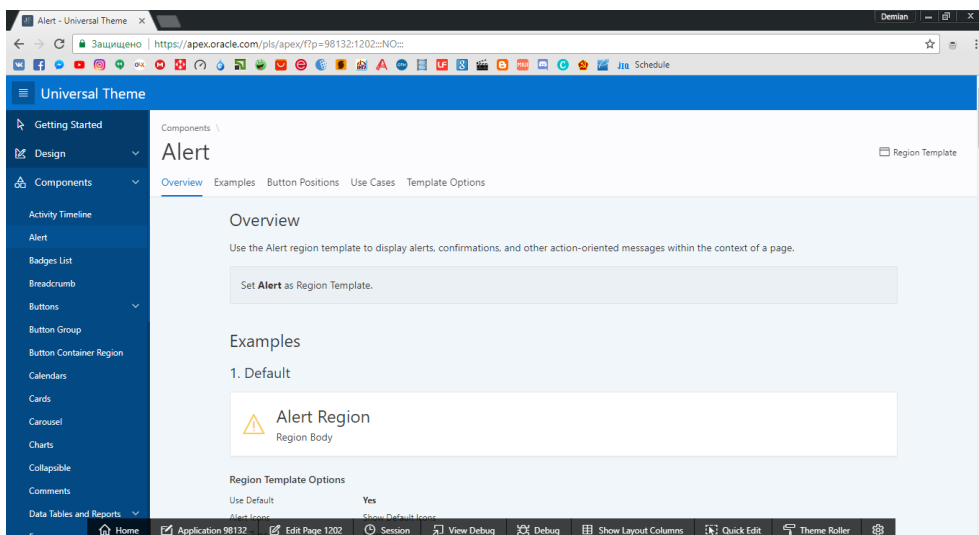 Alert - Universal Theme
Demian
Защищено https://apex.oracle.com/pls/apex/f?p=98132:1202:::NO:::
Schedule
Universal Theme
Getting Started
Design
Components
Activity Timeline
Alert
Badges List
Breadcrumb
Buttons
Button Group
Button Container Region
Calendars
Cards
Carousel
Charts
Collapsible
Comments
Data Tables and Reports
Components \
Alert
Region Template
Overview Examples Button Positions Use Cases Template Options
Overview
Use the Alert region template to display alerts, confirmations, and other action-oriented messages within the context of a page.
Set Alert as Region Template.
Examples
1. Default
Alert Region
Region Body
Region Template Options
Use Default Yes
Alert Icons Show Default Icons
Home Application 98132 Edit Page 1202 Session View Debug Debug Show Layout Columns Quick Edit Theme Roller